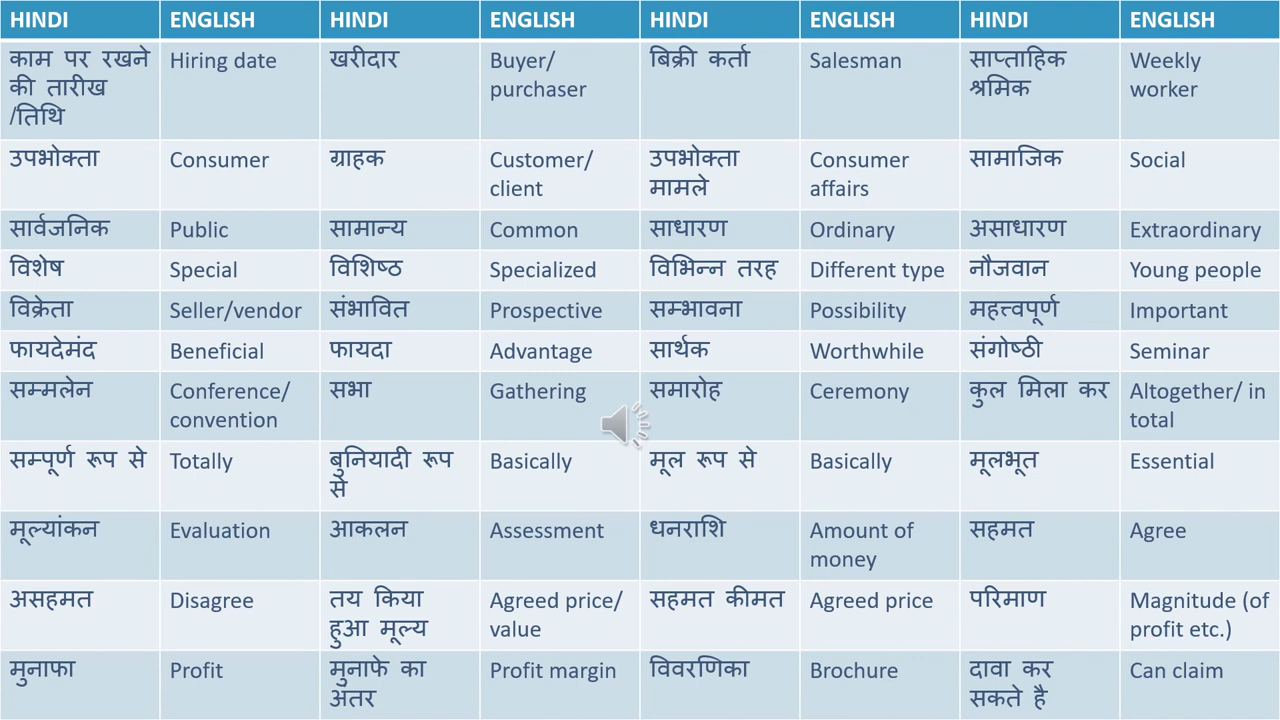 HINDI ENGLISH HINDI ENGLISH HINDI ENGLISH HINDI ENGLISH
काम पर रखने की तारीख /तिथि Hiring date खरीदार Buyer/ purchaser बिक्री कर्ता Salesman साप्ताहिक श्रमिक Weekly worker
उपभोक्ता Consumer ग्राहक Customer/ client उपभोक्ता मामले Consumer affairs सामाजिक Social
सार्वजनिक Public सामान्य Common साधारण Ordinary असाधारण Extraordinary
विशेष Special विशिष्ठ Specialized विभिन्न तरह Different type नौजवान Young people
विक्रेता Seller/vendor संभावित Prospective सम्भावना Possibility महत्त्वपूर्ण Important
फायदेमंद Beneficial फायदा Advantage सार्थक Worthwhile संगोष्ठी Seminar
सम्मलेन Conference/ convention सभा Gathering समारोह Ceremony कुल मिला कर Altogether/ in total
सम्पूर्ण रूप से Totally बुनियादी रूप से Basically मूल रूप से Basically मूलभूत Essential
मूल्यांकन Evaluation आकलन Assessment धनराशि Amount of money सहमत Agree
असहमत Disagree तय किया हुआ मूल्य Agreed price/ value सहमत कीमत Agreed price परिमाण Magnitude (of profit etc.)
मुनाफा Profit मुनाफे का अंतर Profit margin विवरणिका Brochure दावा कर सकते है Can claim